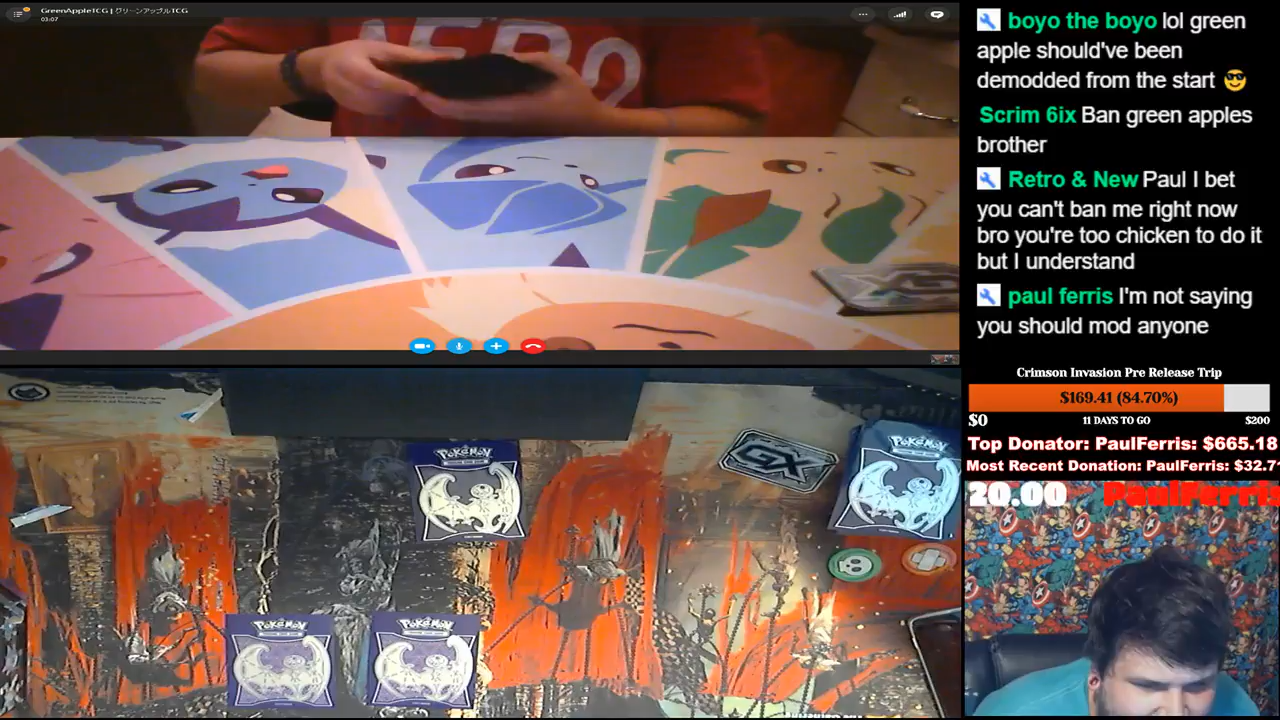 GreenAppleTCG | グリーンアップルTCG
03:07
AERO
boyo the boyo lol green
apple should've been
demodded from the start 😎
Scrim 6ix Ban green apples
brother
Retro & New Paul I bet
you can't ban me right now
bro you're too chicken to do it
but I understand
paul ferris I'm not saying
you should mod anyone
Crimson Invasion Pre Release Trip
$169.41 (84.70%)
$0 11 DAYS TO GO $200
Top Donator: PaulFerris: $665.18
Most Recent Donation: PaulFerris: $32.71
20.00 PaulFerris
POKéMON
GX
POKéMON
POKéMON
POKéMON